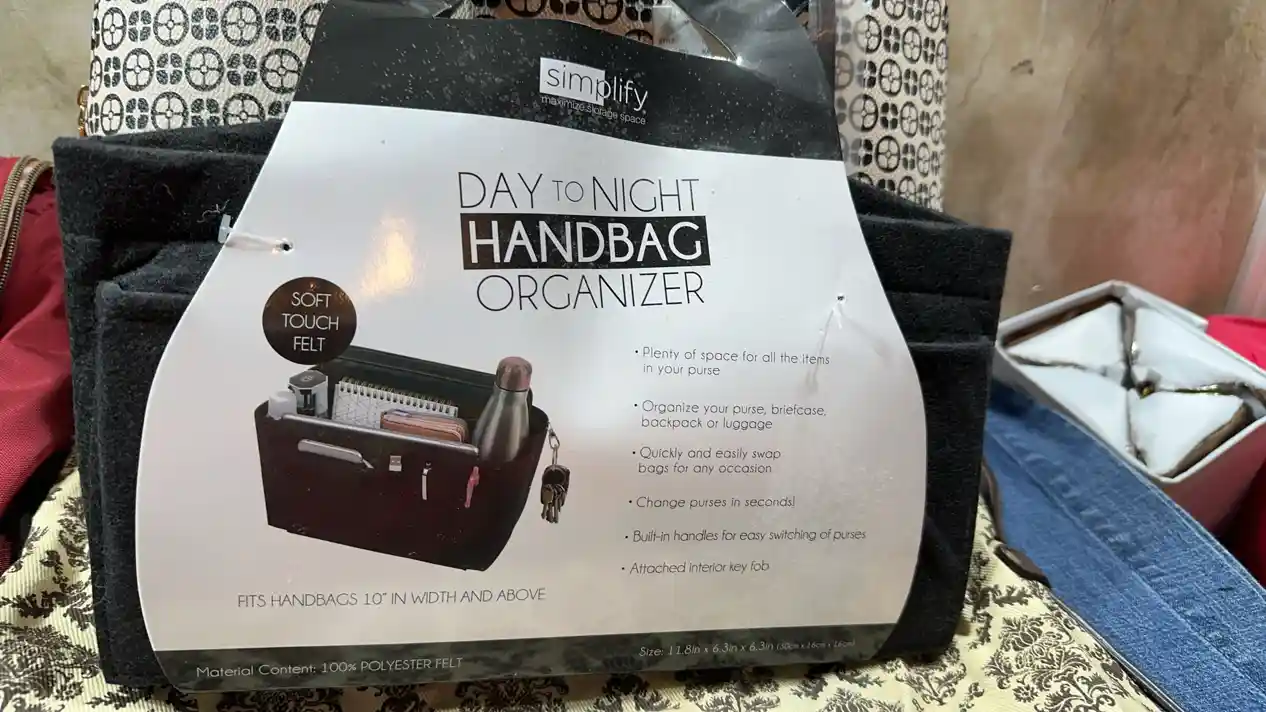 simplify
maximize storage space
DAY TO NIGHT
HANDBAG
ORGANIZER
SOFT
TOUCH
FELT
• Plenty of space for all the items
in your purse
• Organize your purse, briefcase,
backpack or luggage
• Quickly and easily swap
bags for any occasion
• Change purses in seconds!
• Built-in handles for easy switching of purses
• Attached interior key fob
FITS HANDBAGS 10" IN WIDTH AND ABOVE
Material Content: 100% POLYESTER FELT
Size: 11.8in x 6.3in x 6.3in (30cm x 16cm x 16cm)